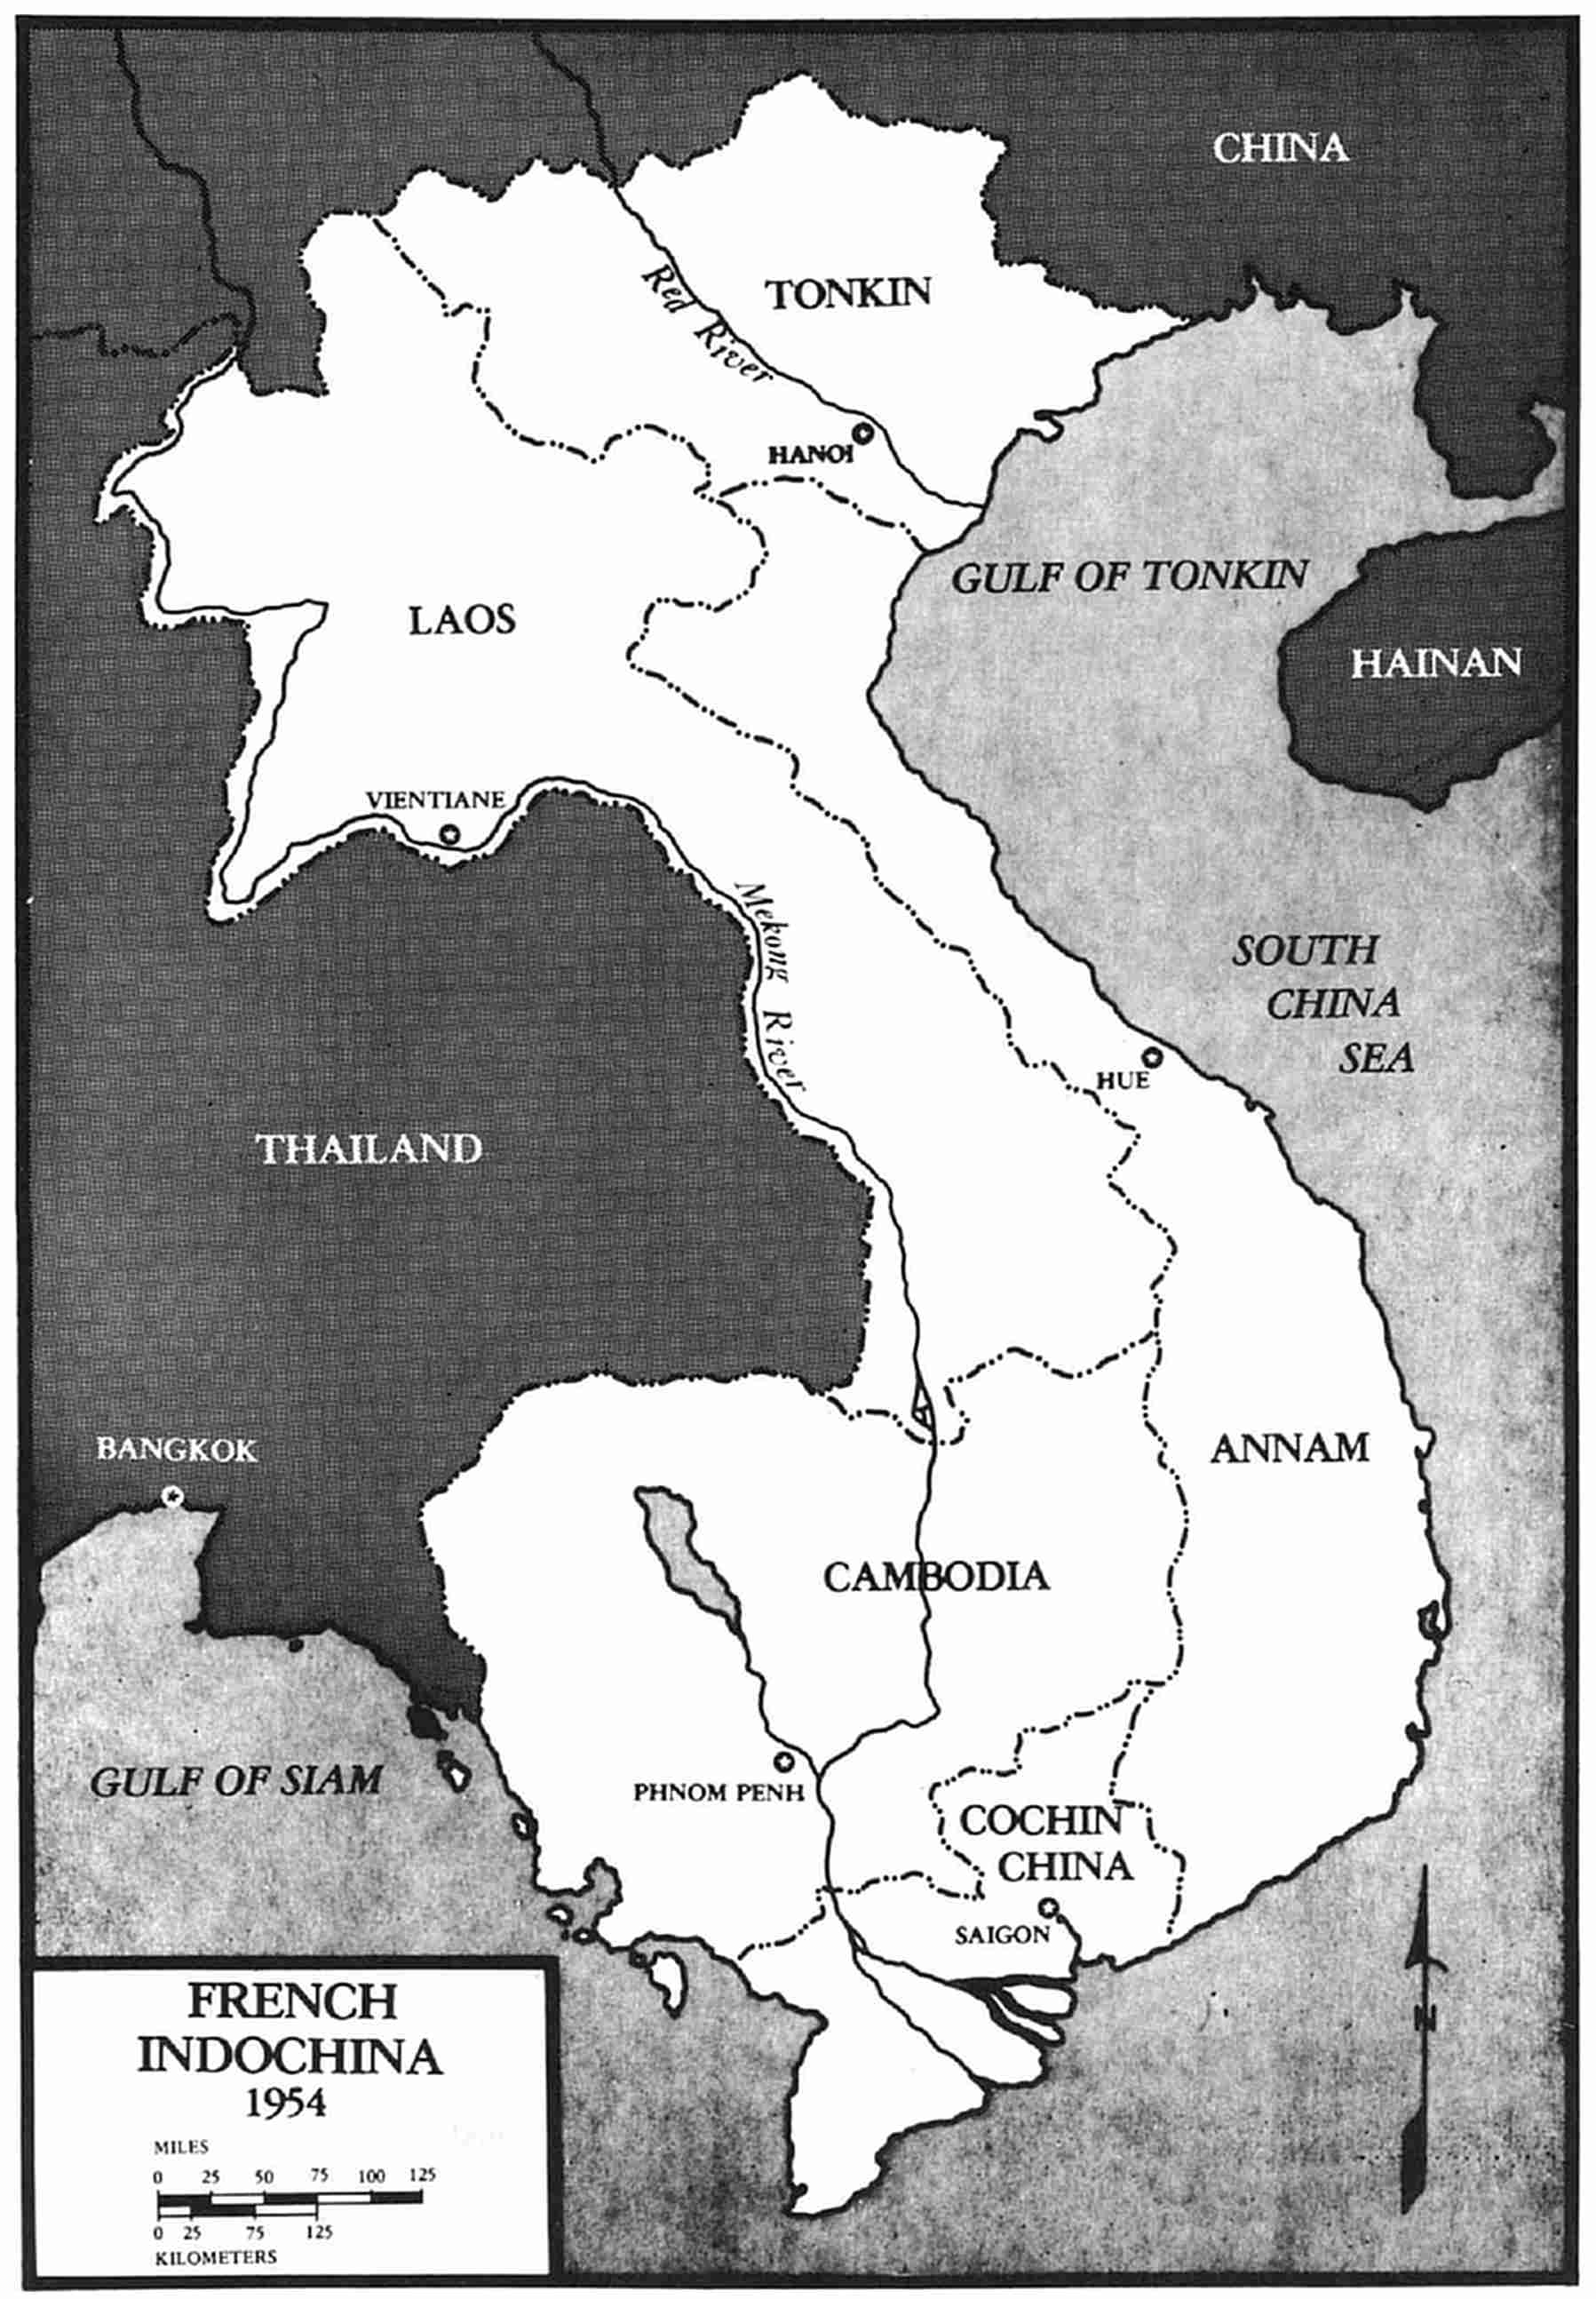 CHINA
TONKIN
Red River
HANOI
GULF OF TONKIN
LAOS
HAINAN
VIENTIANE
Mekong River
SOUTH
CHINA
SEA
HUE
THAILAND
BANGKOK
ANNAM
CAMBODIA
GULF OF SIAM
PHNOM PENH
COCHIN
CHINA
SAIGON
N
FRENCH
INDOCHINA
1954
MILES
0 25 50 75 100 125
0 25 75 125
KILOMETERS